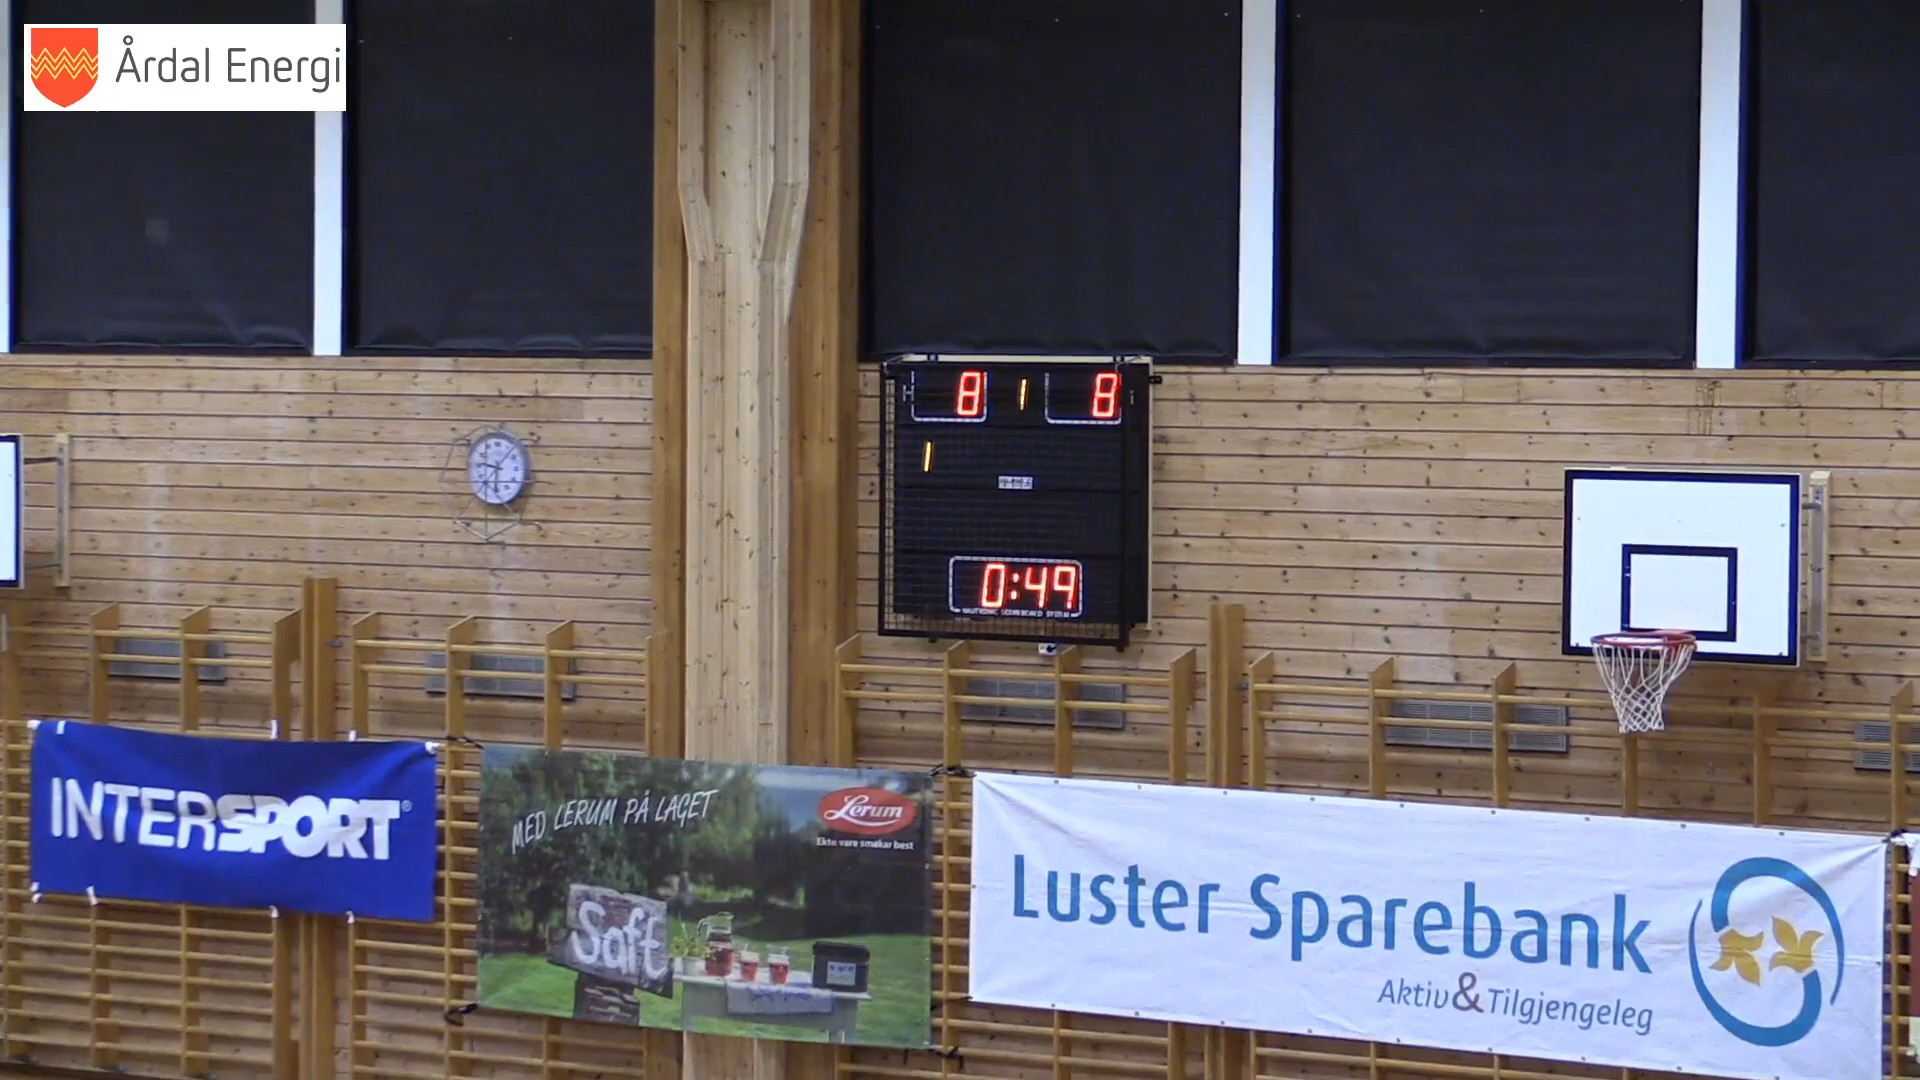 Årdal Energi
8 1 8
1
0:49
INTERSPORT®
MED LERUM PÅ LAGET
Lerum
Ekte vare smakar best
Saft
Luster Sparebank
Aktiv & Tilgjengeleg